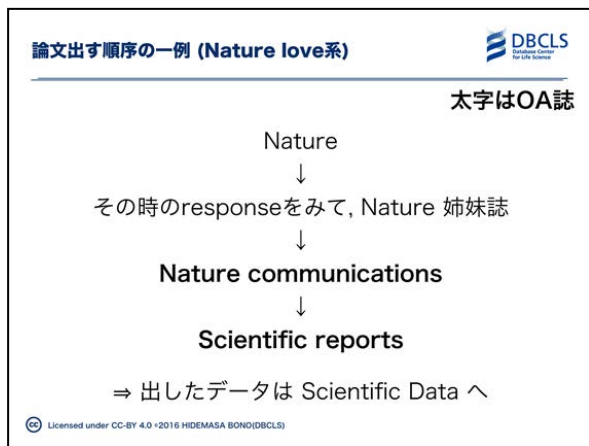 論文出す順序の一例 (Nature love系)
DBCLS
Database Center
for Life Science
太字はOA誌
Nature
↓
その時のresponseをみて, Nature 姉妹誌
↓
Nature communications
↓
Scientific reports
⇒ 出したデータは Scientific Data へ
cc Licensed under CC-BY 4.0 ©2016 HIDEMASA BONO(DBCLS)